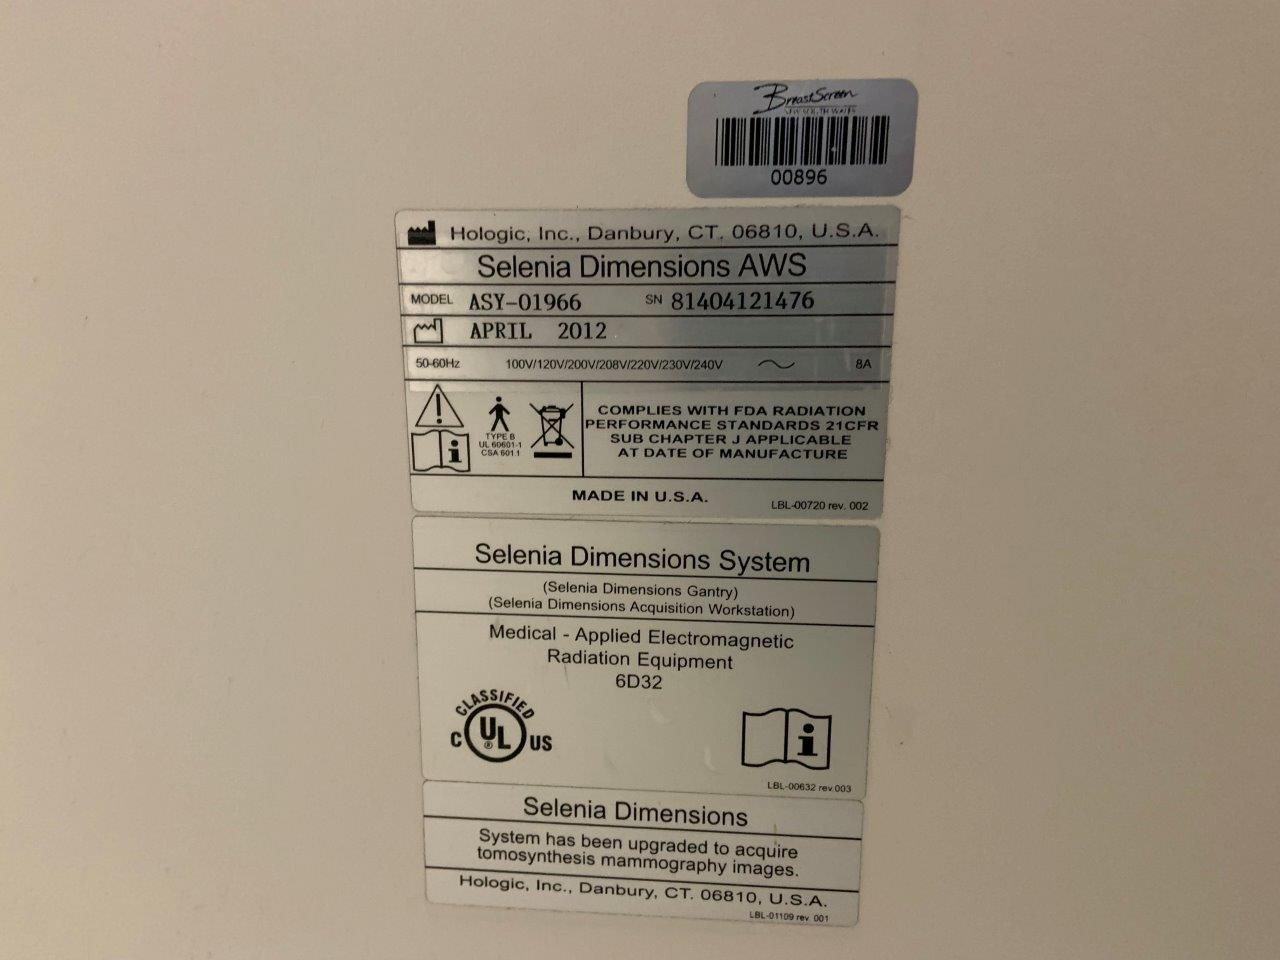 BreastScreen
NEW SOUTH WALES
00896
Hologic, Inc., Danbury, CT. 06810, U.S.A.
Selenia Dimensions AWS
MODEL ASY-01966 SN 81404121476
APRIL 2012
50-60Hz 100V/120V/200V/208V/220V/230V/240V 8A
TYPE B
UL 60601-1
CSA 601.1
COMPLIES WITH FDA RADIATION
PERFORMANCE STANDARDS 21CFR
SUB CHAPTER J APPLICABLE
AT DATE OF MANUFACTURE
MADE IN U.S.A.
LBL-00720 rev. 002
Selenia Dimensions System
(Selenia Dimensions Gantry)
(Selenia Dimensions Acquisition Workstation)
Medical - Applied Electromagnetic
Radiation Equipment
6D32
CLASSIFIED
C UL® US
LBL-00632 rev.003
Selenia Dimensions
System has been upgraded to acquire
tomosynthesis mammography images.
Hologic, Inc., Danbury, CT. 06810, U.S.A.
LBL-01109 rev. 001